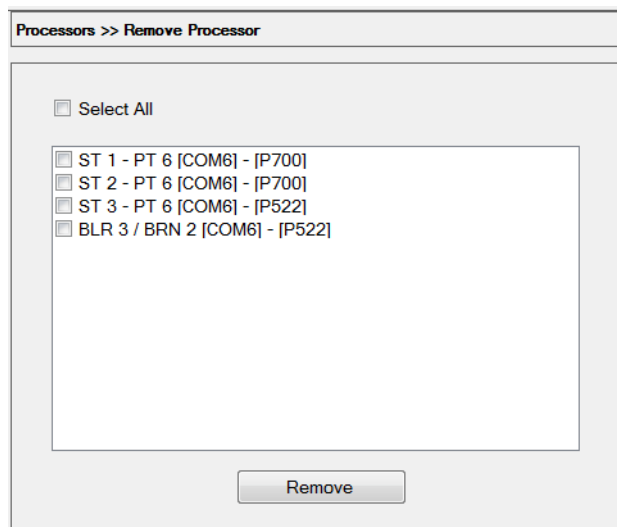 Processors >> Remove Processor
Select All
ST 1 - PT 6 [COM6] - [P700]
ST 2 - PT 6 [COM6] - [P700]
ST 3 - PT 6 [COM6] - [P522]
BLR 3 / BRN 2 [COM6] - [P522]
Remove